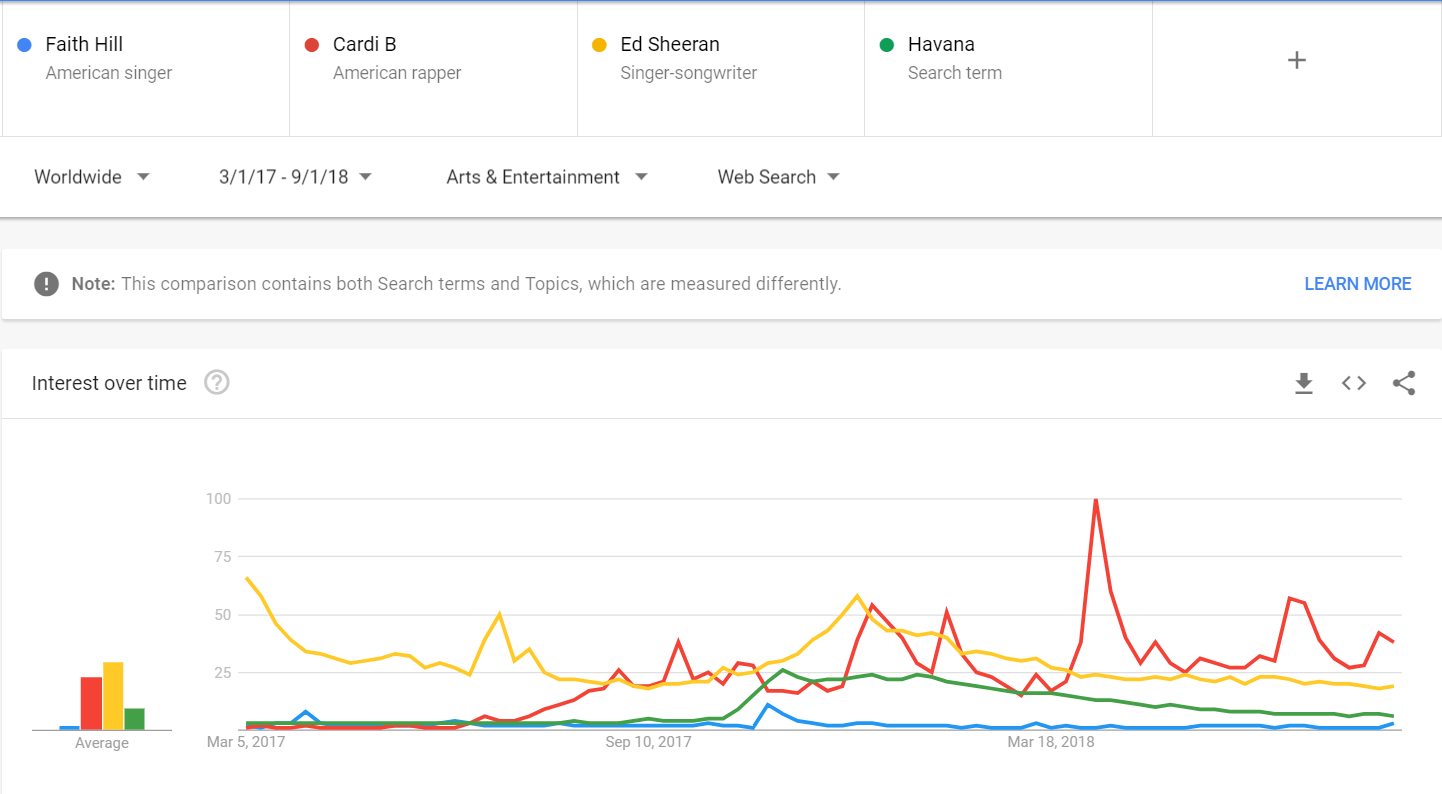 Faith Hill
American singer
Cardi B
American rapper
Ed Sheeran
Singer-songwriter
Havana
Search term
+
Worldwide
3/1/17 - 9/1/18
Arts & Entertainment
Web Search
Note: This comparison contains both Search terms and Topics, which are measured differently.
LEARN MORE
Interest over time
100
75
50
25
Average
Mar 5, 2017
Sep 10, 2017
Mar 18, 2018